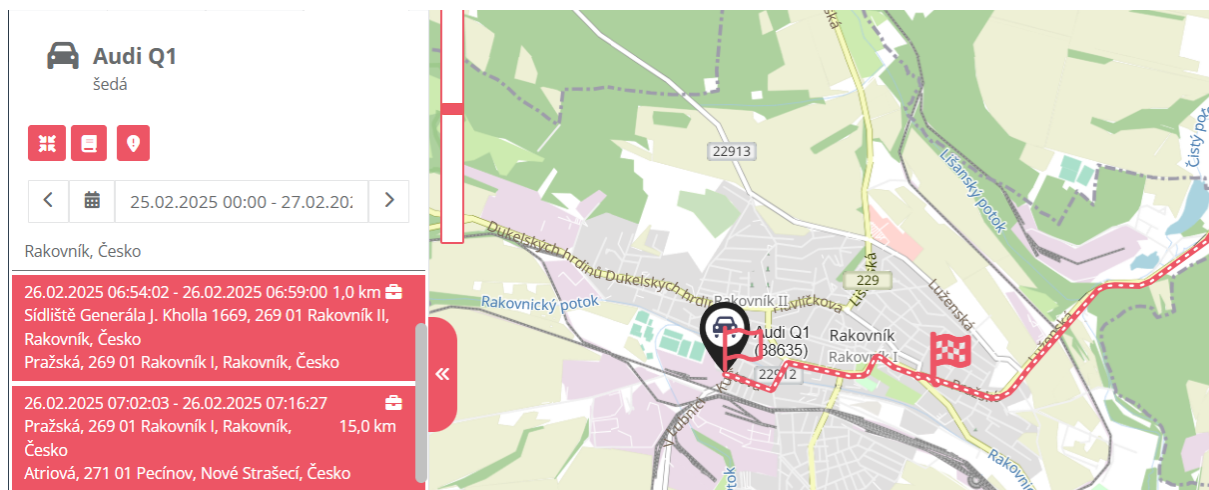 Audi Q1
šedá
25.02.2025 00:00 - 27.02.202
Rakovník, Česko
26.02.2025 06:54:02 - 26.02.2025 06:59:00 1,0 km
Sídliště Generála J. Kholla 1669, 269 01 Rakovník II,
Rakovník, Česko
Pražská, 269 01 Rakovník I, Rakovník, Česko
26.02.2025 07:02:03 - 26.02.2025 07:16:27
Pražská, 269 01 Rakovník I, Rakovník, 15,0 km
Česko
Atriová, 271 01 Pecínov, Nové Strašecí, Česko
22913
Lišanský potok
Čistý
Dukelských hrdinů Dukelských
229
Rakovnický potok
Rakovník II
Havlíčkova
Luženská
Audi Q1
(38635)
Rakovník
Rakovník I
Luženská
22912
Pražská
V Lubnici
potok